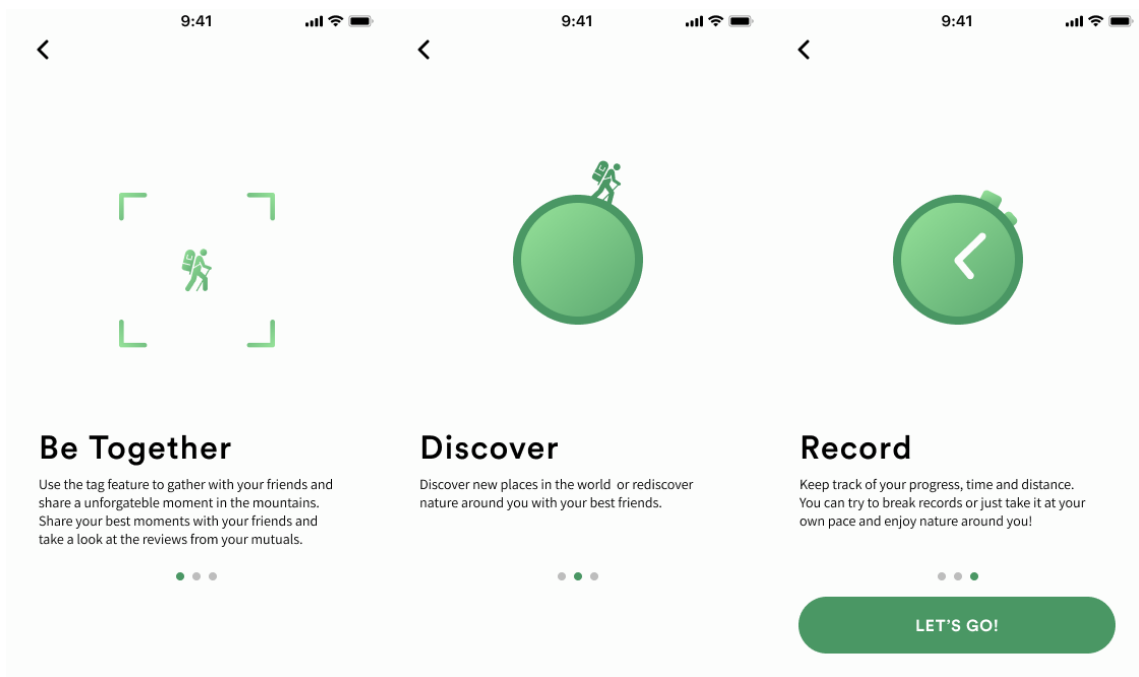 9:41
Be Together
Use the tag feature to gather with your friends and
share a unforgateble moment in the mountains.
Share your best moments with your friends and
take a look at the reviews from your mutuals.
9:41
Discover
Discover new places in the world  or rediscover
nature around you with your best friends.
9:41
Record
Keep track of your progress, time and distance.
You can try to break records or just take it at your
own pace and enjoy nature around you!
LET'S GO!